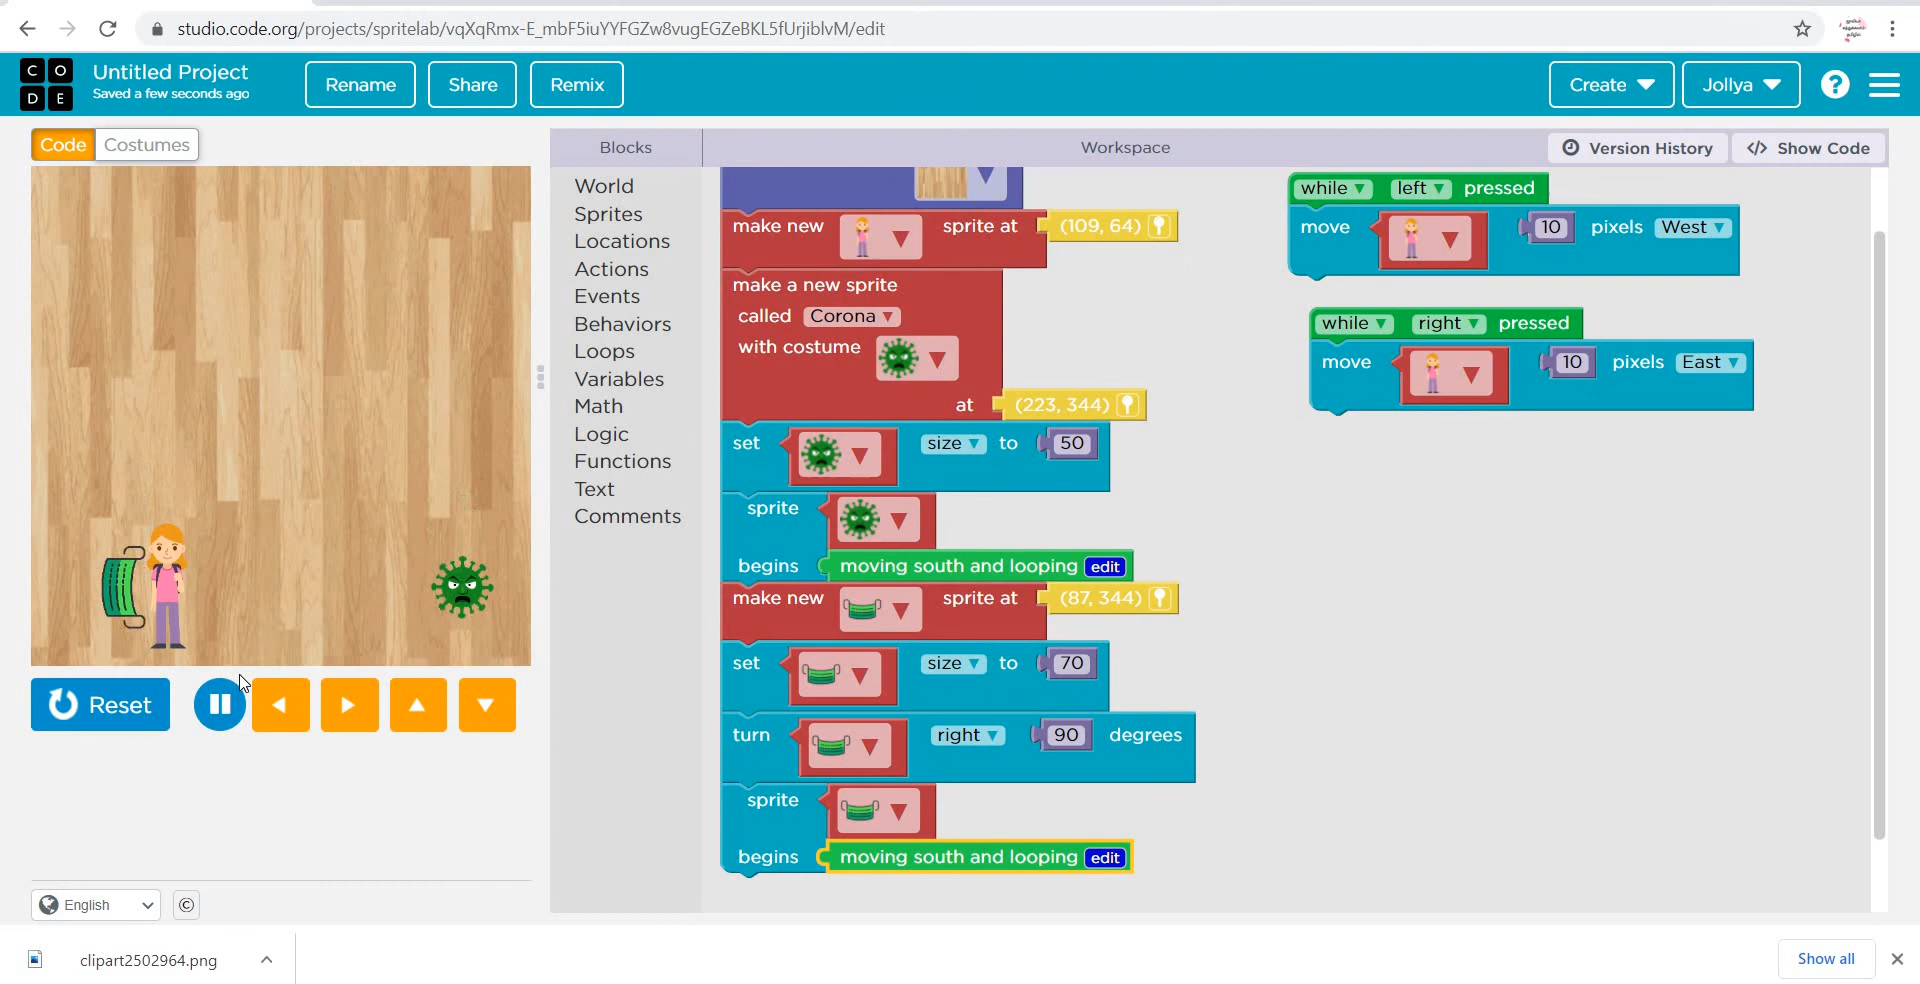 studio.code.org/projects/spritelab/vqXqRmx-E_mbF5iuYYFGZw8vugEGZeBKL5fUrjiblvM/edit
CO
DE
Untitled Project
Saved a few seconds ago
Rename
Share
Remix
Create
Jollya
?
Code
Costumes
Blocks
Workspace
Version History
</> Show Code
World
Sprites
Locations
Actions
Events
Behaviors
Loops
Variables
Math
Logic
Functions
Text
Comments
make new sprite at (109, 64)
make a new sprite
called Corona
with costume
at (223, 344)
set size to 50
sprite
begins moving south and looping edit
make new sprite at (87, 344)
set size to 70
turn right 90 degrees
sprite
begins moving south and looping edit
while left pressed
move 10 pixels West
while right pressed
move 10 pixels East
Reset
English
©
clipart2502964.png
Show all